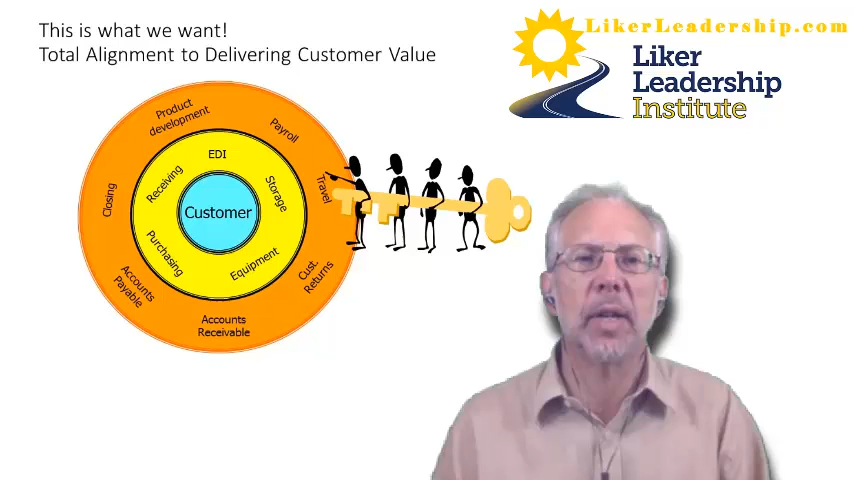 This is what we want!
Total Alignment to Delivering Customer Value
LikerLeadership.com
Liker
Leadership
Institute
Product
development
Payroll
EDI
Receiving
Storage
Travel
Closing
Customer
Purchasing
Equipment
Cust.
Returns
Accounts
Payable
Accounts
Receivable